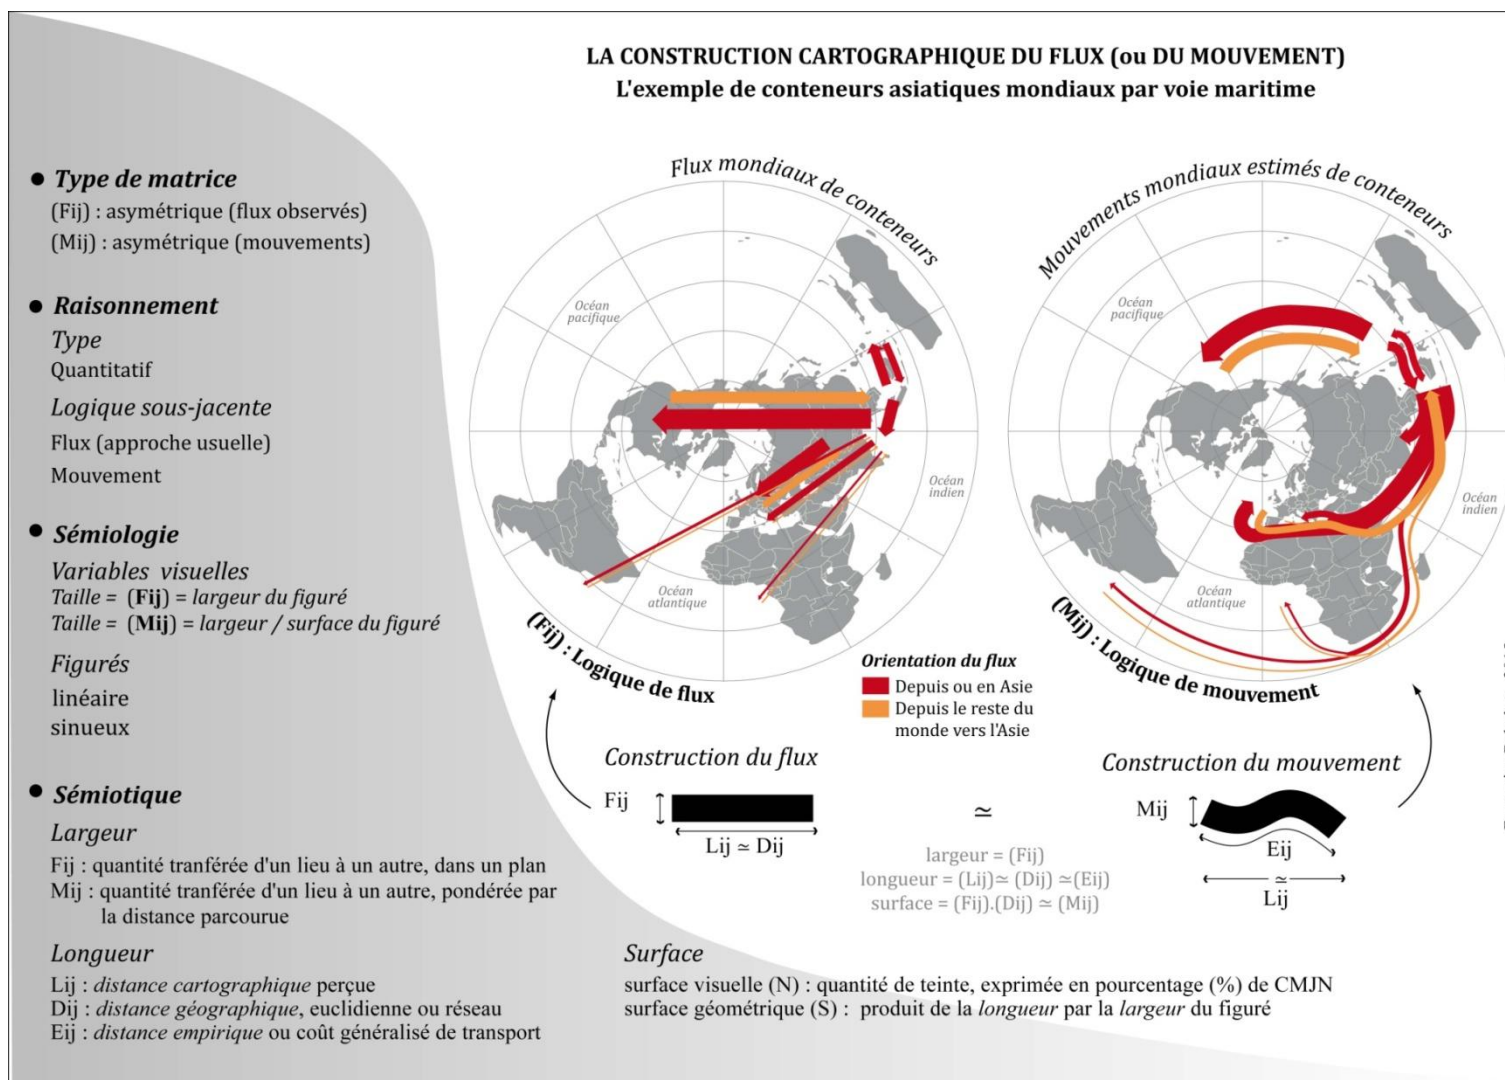 LA CONSTRUCTION CARTOGRAPHIQUE DU FLUX (ou DU MOUVEMENT)
L'exemple de conteneurs asiatiques mondiaux par voie maritime
● Type de matrice
(Fij) : asymétrique (flux observés)
(Mij) : asymétrique (mouvements)
● Raisonnement
Type
Quantitatif
Logique sous-jacente
Flux (approche usuelle)
Mouvement
● Sémiologie
Variables visuelles
Taille = (Fij) = largeur du figuré
Taille = (Mij) = largeur / surface du figuré
Figurés
linéaire
sinueux
● Sémiotique
Largeur
Fij : quantité tranférée d'un lieu à un autre, dans un plan
Mij : quantité tranférée d'un lieu à un autre, pondérée par
la distance parcourue
Longueur
Lij : distance cartographique perçue
Dij : distance géographique, euclidienne ou réseau
Eij : distance empirique ou coût généralisé de transport
Flux mondiaux de conteneurs
Océan
pacifique
Océan
indien
Océan
atlantique
(Fij) : Logique de flux
Mouvements mondiaux estimés de conteneurs
Océan
pacifique
Océan
indien
Océan
atlantique
(Mij) : Logique de mouvement
Orientation du flux
Depuis ou en Asie
Depuis le reste du
monde vers l'Asie
Construction du flux
Fij
Lij ≃ Dij
≃
largeur = (Fij)
longueur = (Lij)≃ (Dij) ≃(Eij)
surface = (Fij).(Dij) ≃ (Mij)
Construction du mouvement
Mij
Eij
≃
Lij
Surface
surface visuelle (N) : quantité de teinte, exprimée en pourcentage (%) de CMJN
surface géométrique (S) : produit de la longueur par la largeur du figuré